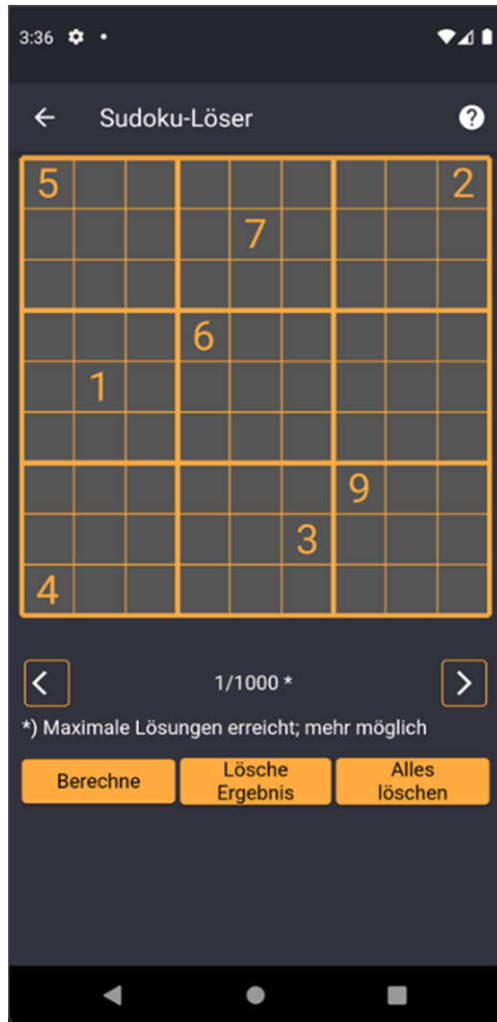 3:36
Sudoku-Löser
5 2
7
6
1
9
3
4
1/1000 *
*) Maximale Lösungen erreicht; mehr möglich
Berechne
Lösche
Ergebnis
Alles
löschen